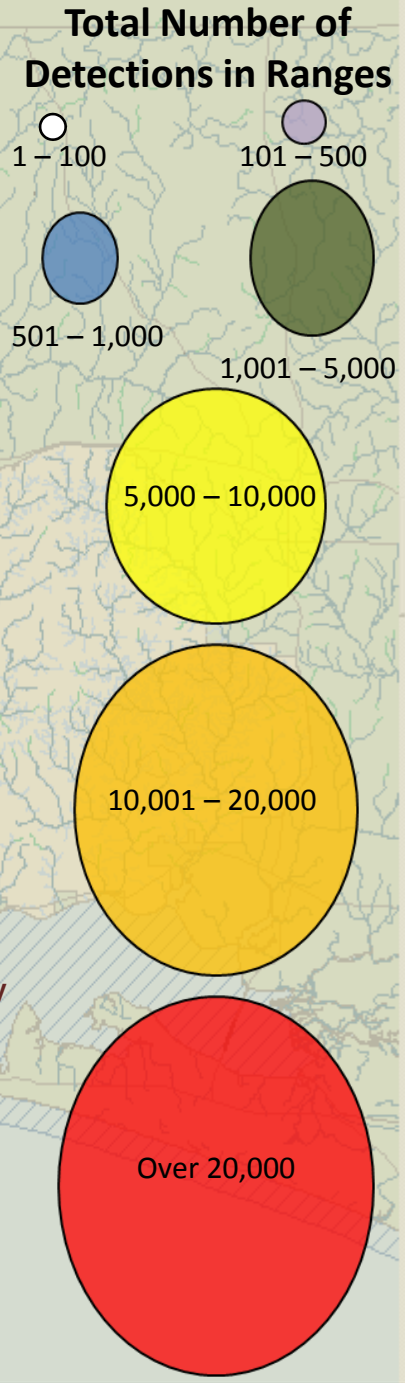 Total Number of
Detections in Ranges
1 – 100
101 – 500
501 – 1,000
1,001 – 5,000
5,000 – 10,000
10,001 – 20,000
Over 20,000